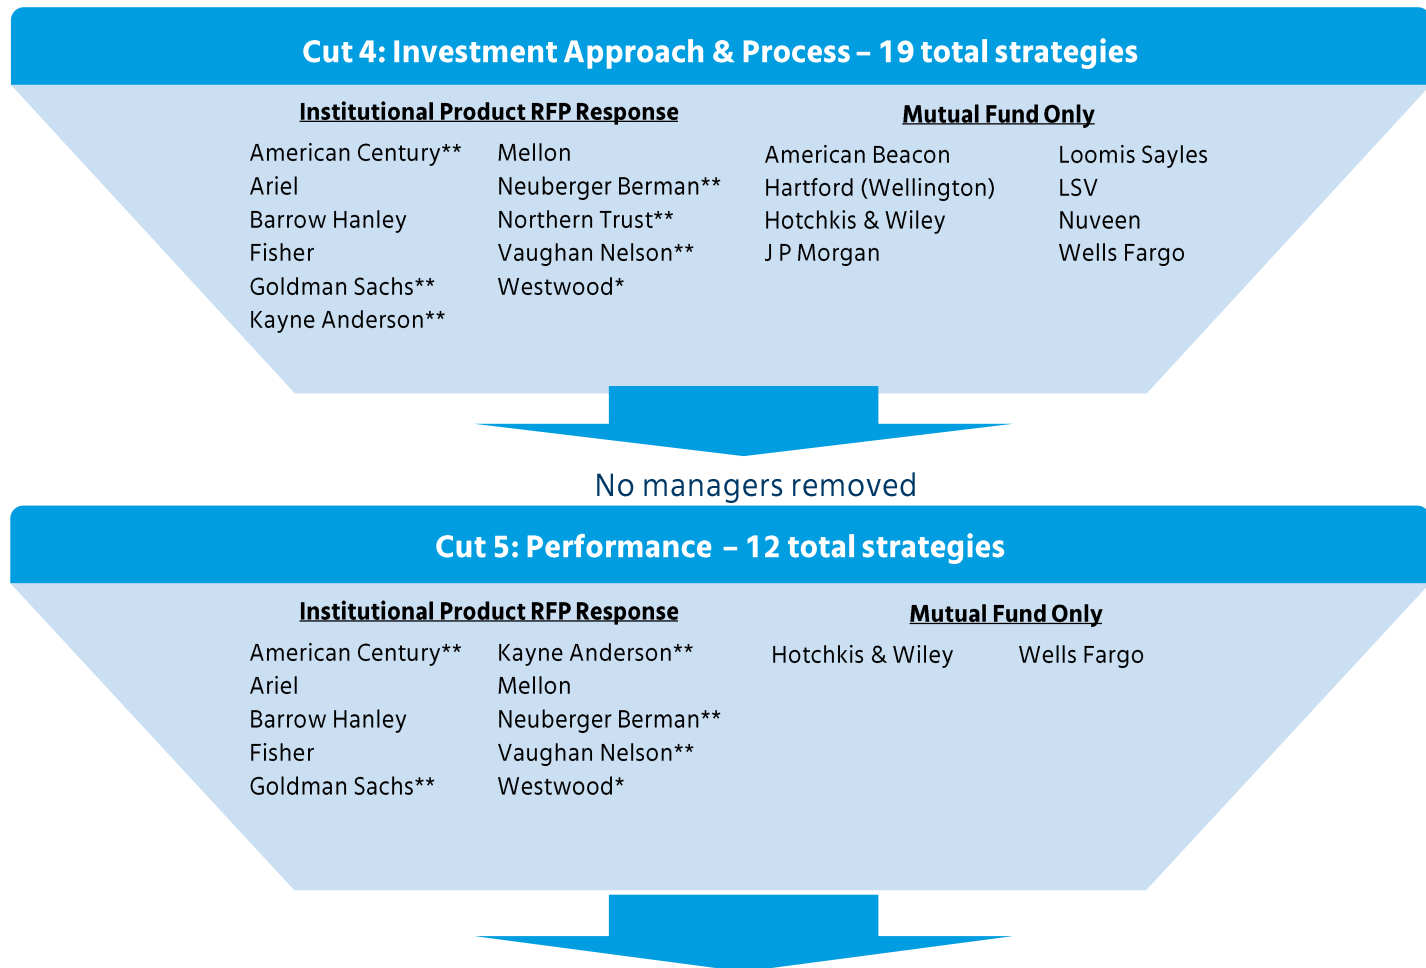 Cut 4: Investment Approach & Process – 19 total strategies
Institutional Product RFP Response
American Century**
Ariel
Barrow Hanley
Fisher
Goldman Sachs**
Kayne Anderson**
Mellon
Neuberger Berman**
Northern Trust**
Vaughan Nelson**
Westwood*
Mutual Fund Only
American Beacon
Hartford (Wellington)
Hotchkis & Wiley
J P Morgan
Loomis Sayles
LSV
Nuveen
Wells Fargo
No managers removed
Cut 5: Performance – 12 total strategies
Institutional Product RFP Response
American Century**
Ariel
Barrow Hanley
Fisher
Goldman Sachs**
Kayne Anderson**
Mellon
Neuberger Berman**
Vaughan Nelson**
Westwood*
Mutual Fund Only
Hotchkis & Wiley
Wells Fargo